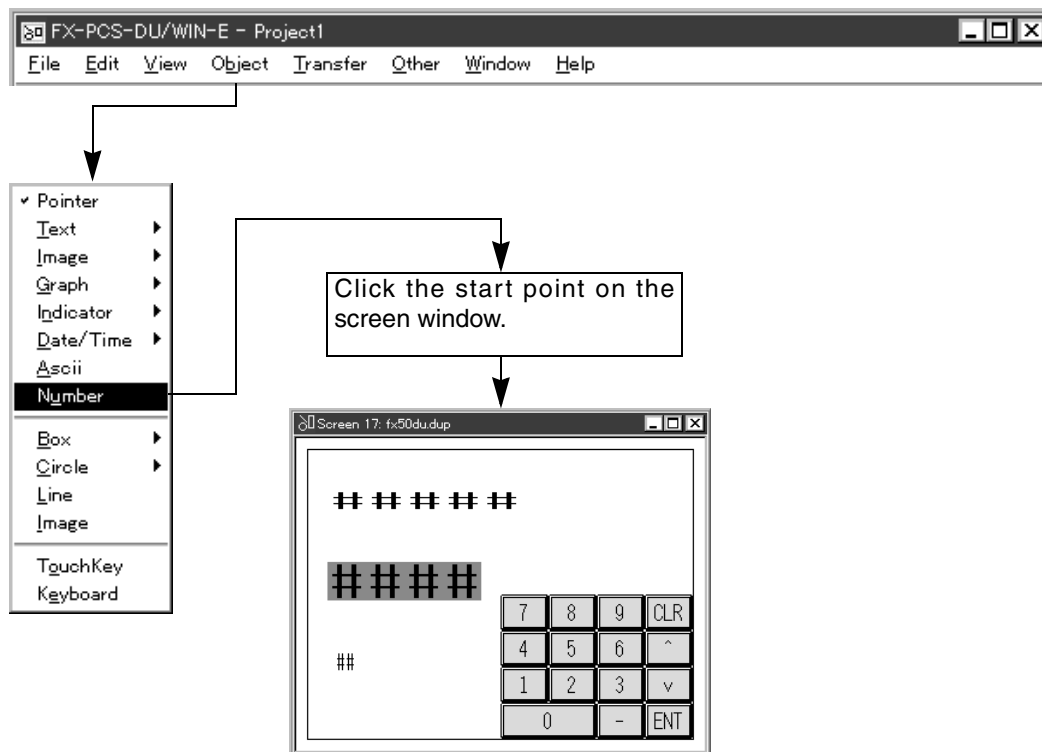 FX-PCS-DU/WIN-E - Project1
File Edit View Object Transfer Other Window Help
✓ Pointer
Text
Image
Graph
Indicator
Date/Time
Ascii
Number
Box
Circle
Line
Image
TouchKey
Keyboard
Click the start point on the
screen window.
Screen 17: fx50du.dup
# # # # #
# # # #
##
7 8 9 CLR
4 5 6 ^
1 2 3 v
0 - ENT